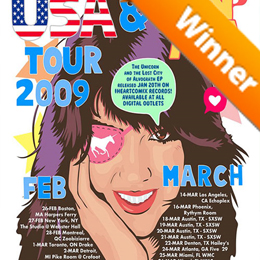 USA &
Winner
TOUR
2009
THE UNICORN
AND THE LOST CITY
OF ALVOGRATH EP
RELEASED JAN 20TH ON
IHEARTCOMIX RECORDS!
AVAILABLE AT ALL
DIGITAL OUTLETS
FEB
26-FEB Boston,
MA Harpers Ferry
27-FEB New York, NY
The Studio @ Webster Hall
28-FEB Montreal,
QC Zoobizarre
1-MAR Toronto, ON Drake
3-MAR Detroit,
MI Pike Room @ Crofoot
MARCH
14-MAR Los Angeles,
CA Echoplex
16-MAR Phoenix,
Rythym Room
18-MAR Austin, TX - SXSW
19-MAR Austin, TX - SXSW
20-MAR Austin, TX - SXSW
21-MAR Austin, TX - SXSW
22-MAR Denton, TX Hailey's
24-MAR Atlanta, GA Five 29
25-MAR Miami, FL WMC